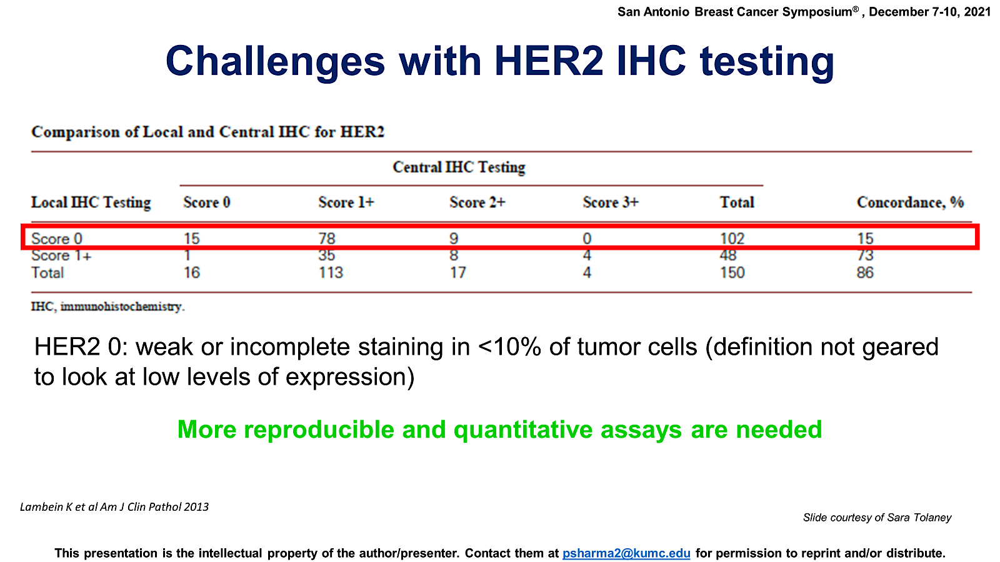 San Antonio Breast Cancer Symposium® , December 7-10, 2021
Challenges with HER2 IHC testing
Comparison of Local and Central IHC for HER2
Central IHC Testing
Local IHC Testing Score 0 Score 1+ Score 2+ Score 3+ Total Concordance, %
Score 0 15 78 9 0 102 15
Score 1+ 1 35 8 4 48 73
Total 16 113 17 4 150 86
IHC, immunohistochemistry.
HER2 0: weak or incomplete staining in <10% of tumor cells (definition not geared
to look at low levels of expression)
More reproducible and quantitative assays are needed
Lambein K et al Am J Clin Pathol 2013
Slide courtesy of Sara Tolaney
This presentation is the intellectual property of the author/presenter. Contact them at psharma2@kumc.edu for permission to reprint and/or distribute.